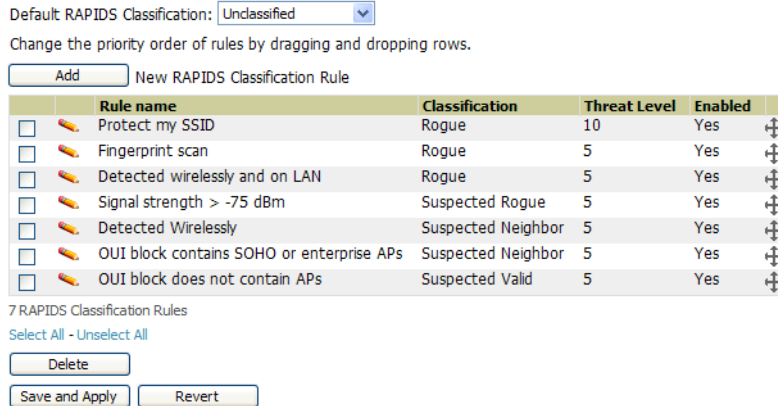 Default RAPIDS Classification: Unclassified
Change the priority order of rules by dragging and dropping rows.
Add New RAPIDS Classification Rule
Rule name Classification Threat Level Enabled
Protect my SSID Rogue 10 Yes
Fingerprint scan Rogue 5 Yes
Detected wirelessly and on LAN Rogue 5 Yes
Signal strength > -75 dBm Suspected Rogue 5 Yes
Detected Wirelessly Suspected Neighbor 5 Yes
OUI block contains SOHO or enterprise APs Suspected Neighbor 5 Yes
OUI block does not contain APs Suspected Valid 5 Yes
7 RAPIDS Classification Rules
Select All - Unselect All
Delete
Save and Apply Revert